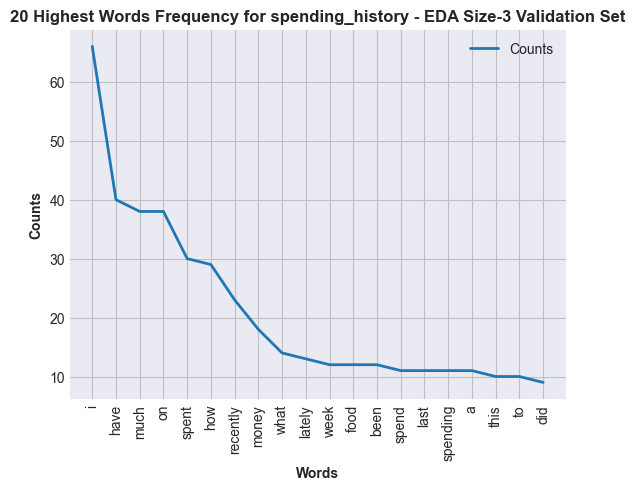 20 Highest Words Frequency for spending_history - EDA Size-3 Validation Set
Counts
60
50
40
30
20
10
Counts
i
have
much
on
spent
how
recently
money
what
lately
week
food
been
spend
last
spending
a
this
to
did
Words